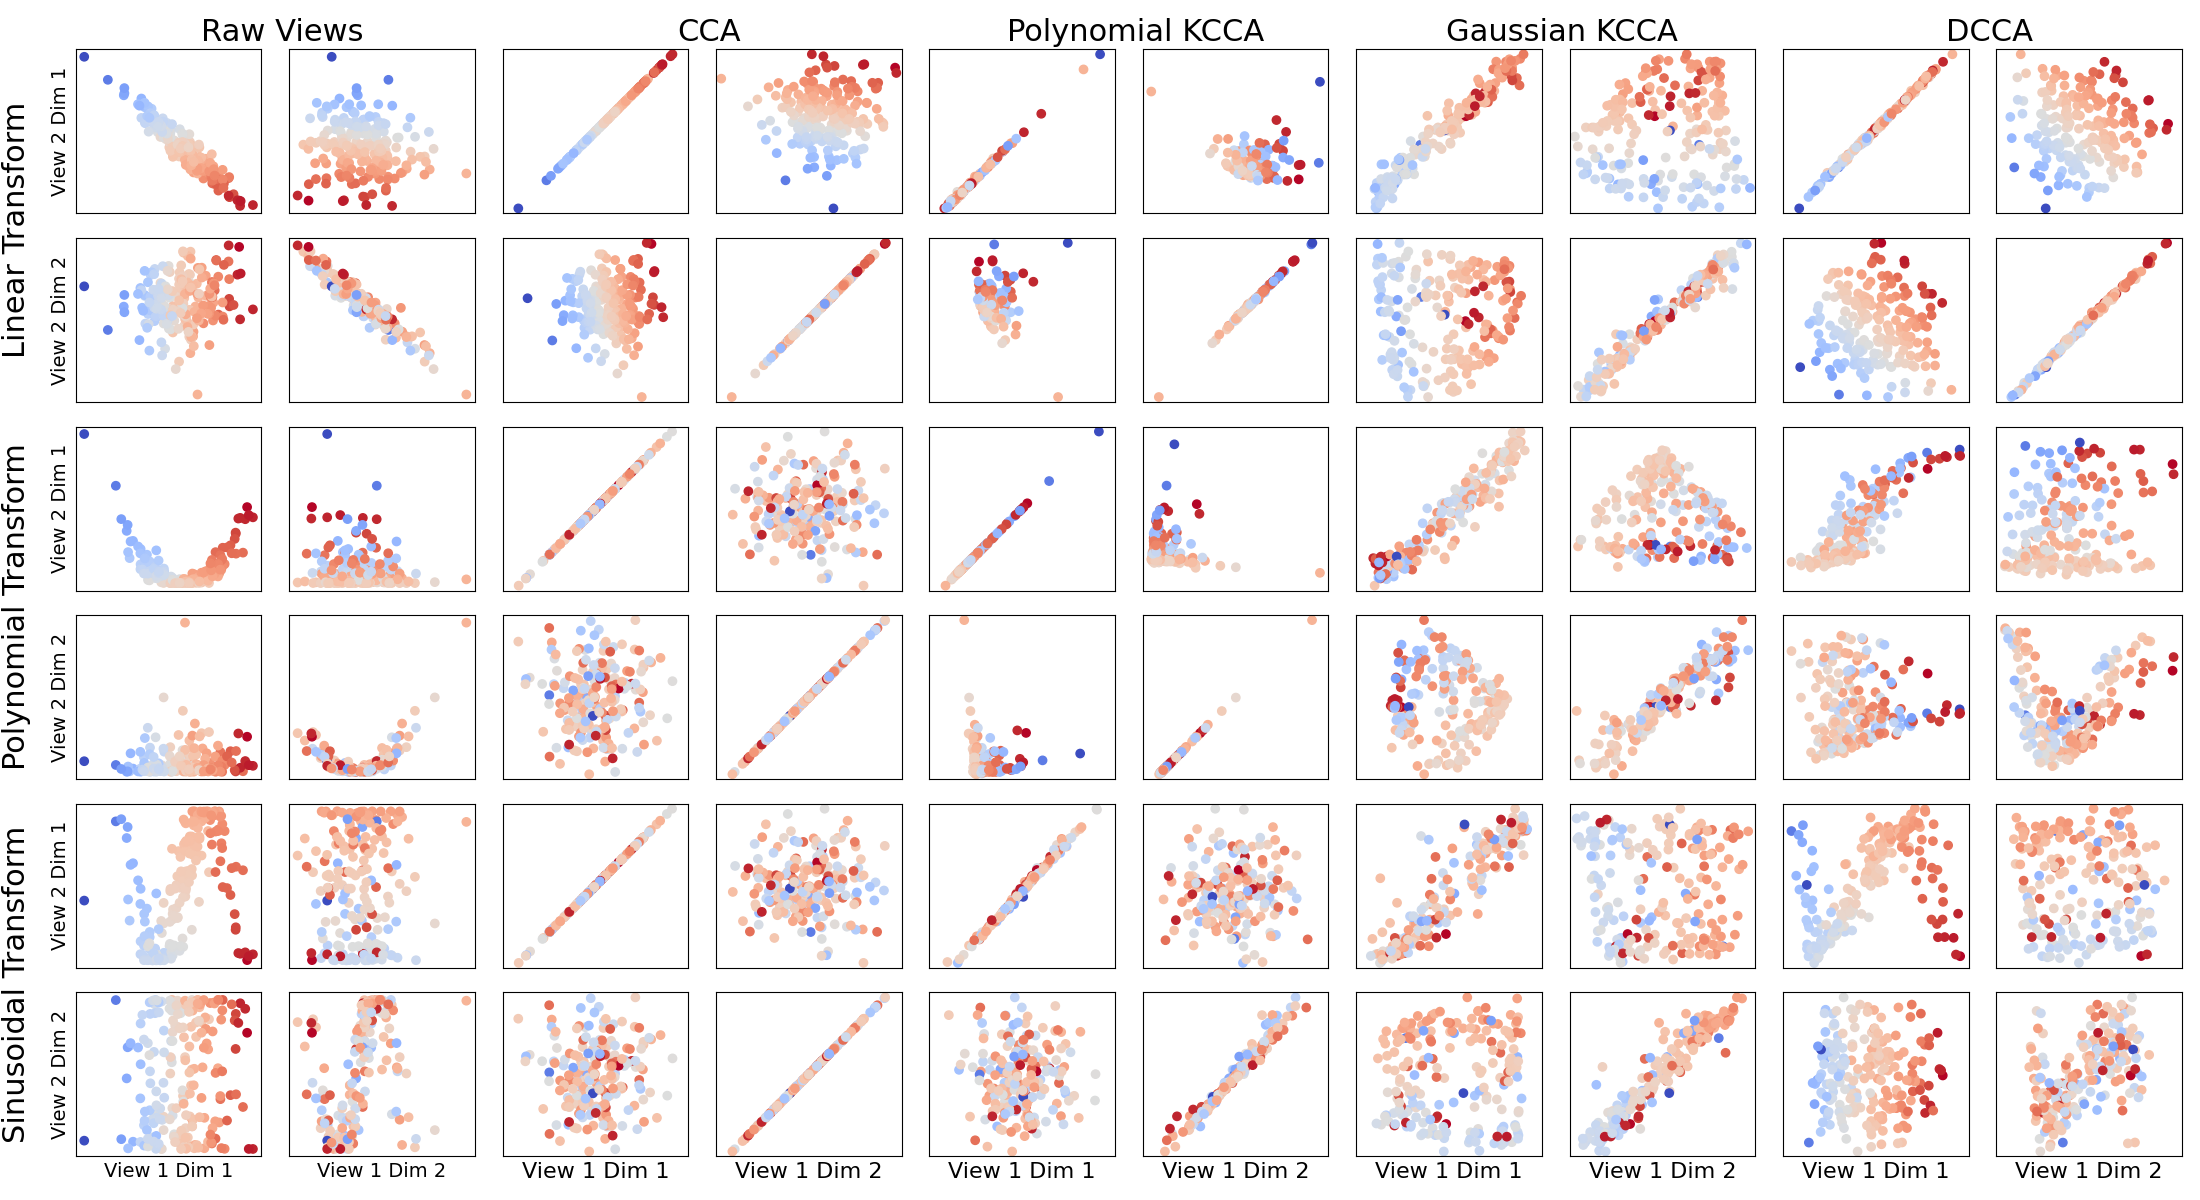 Raw Views
CCA
Polynomial KCCA
Gaussian KCCA
DCCA
Linear Transform
View 2 Dim 1
View 2 Dim 2
Polynomial Transform
View 2 Dim 1
View 2 Dim 2
Sinusoidal Transform
View 2 Dim 1
View 2 Dim 2
View 1 Dim 1
View 1 Dim 2
View 1 Dim 1
View 1 Dim 2
View 1 Dim 1
View 1 Dim 2
View 1 Dim 1
View 1 Dim 2
View 1 Dim 1
View 1 Dim 2